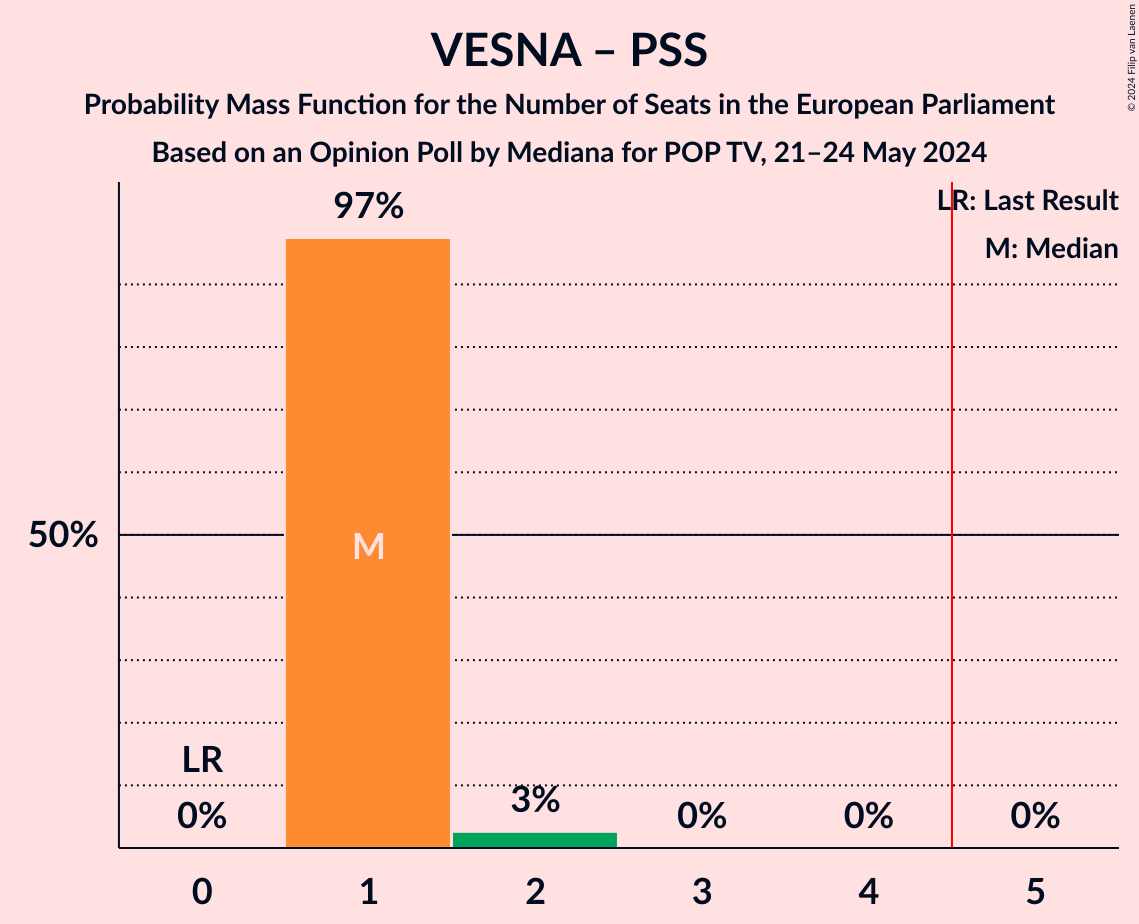 VESNA – PSS
Probability Mass Function for the Number of Seats in the European Parliament
Based on an Opinion Poll by Mediana for POP TV, 21–24 May 2024
© 2024 Filip van Laenen
LR: Last Result
M: Median
97%
50%
M
LR
0%
3%
0%
0%
0%
0
1
2
3
4
5